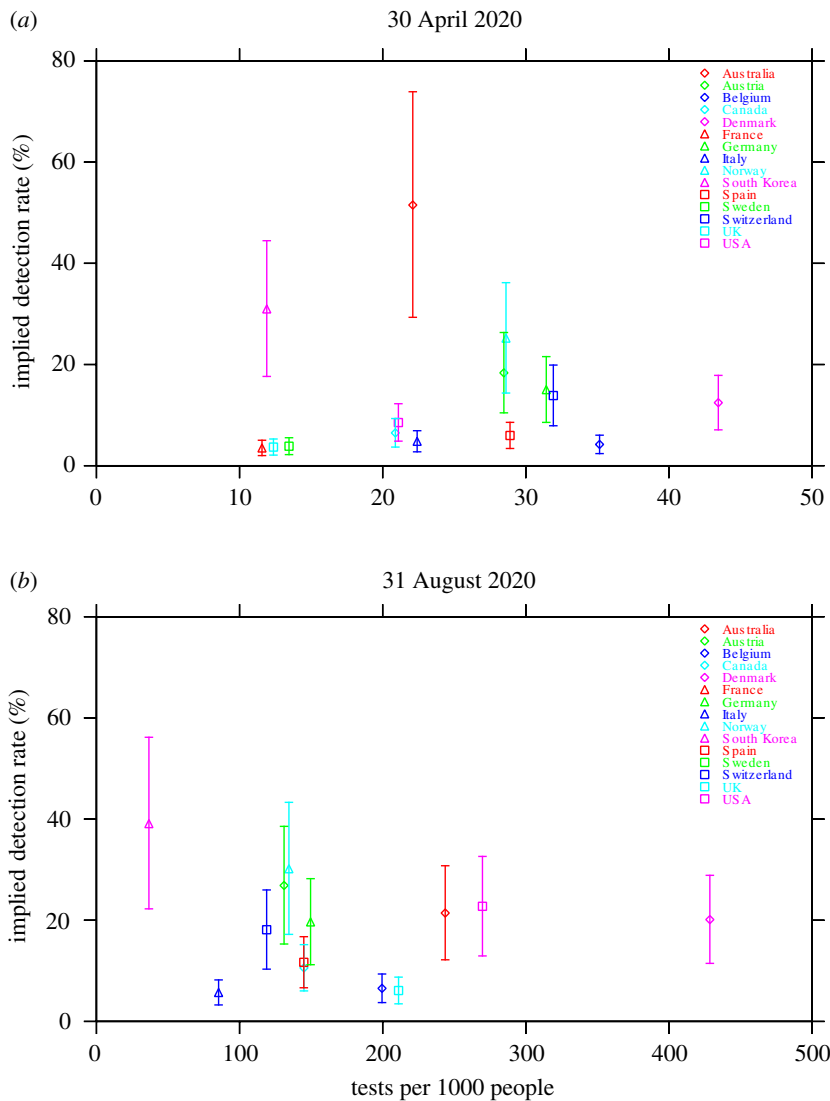 (a) 30 April 2020
80
60
40
20
0
implied detection rate (%)
Australia
Austria
Belgium
Canada
Denmark
France
Germany
Italy
Norway
South Korea
Spain
Sweden
Switzerland
UK
USA
0 10 20 30 40 50
(b) 31 August 2020
80
60
40
20
0
implied detection rate (%)
Australia
Austria
Belgium
Canada
Denmark
France
Germany
Italy
Norway
South Korea
Spain
Sweden
Switzerland
UK
USA
0 100 200 300 400 500
tests per 1000 people